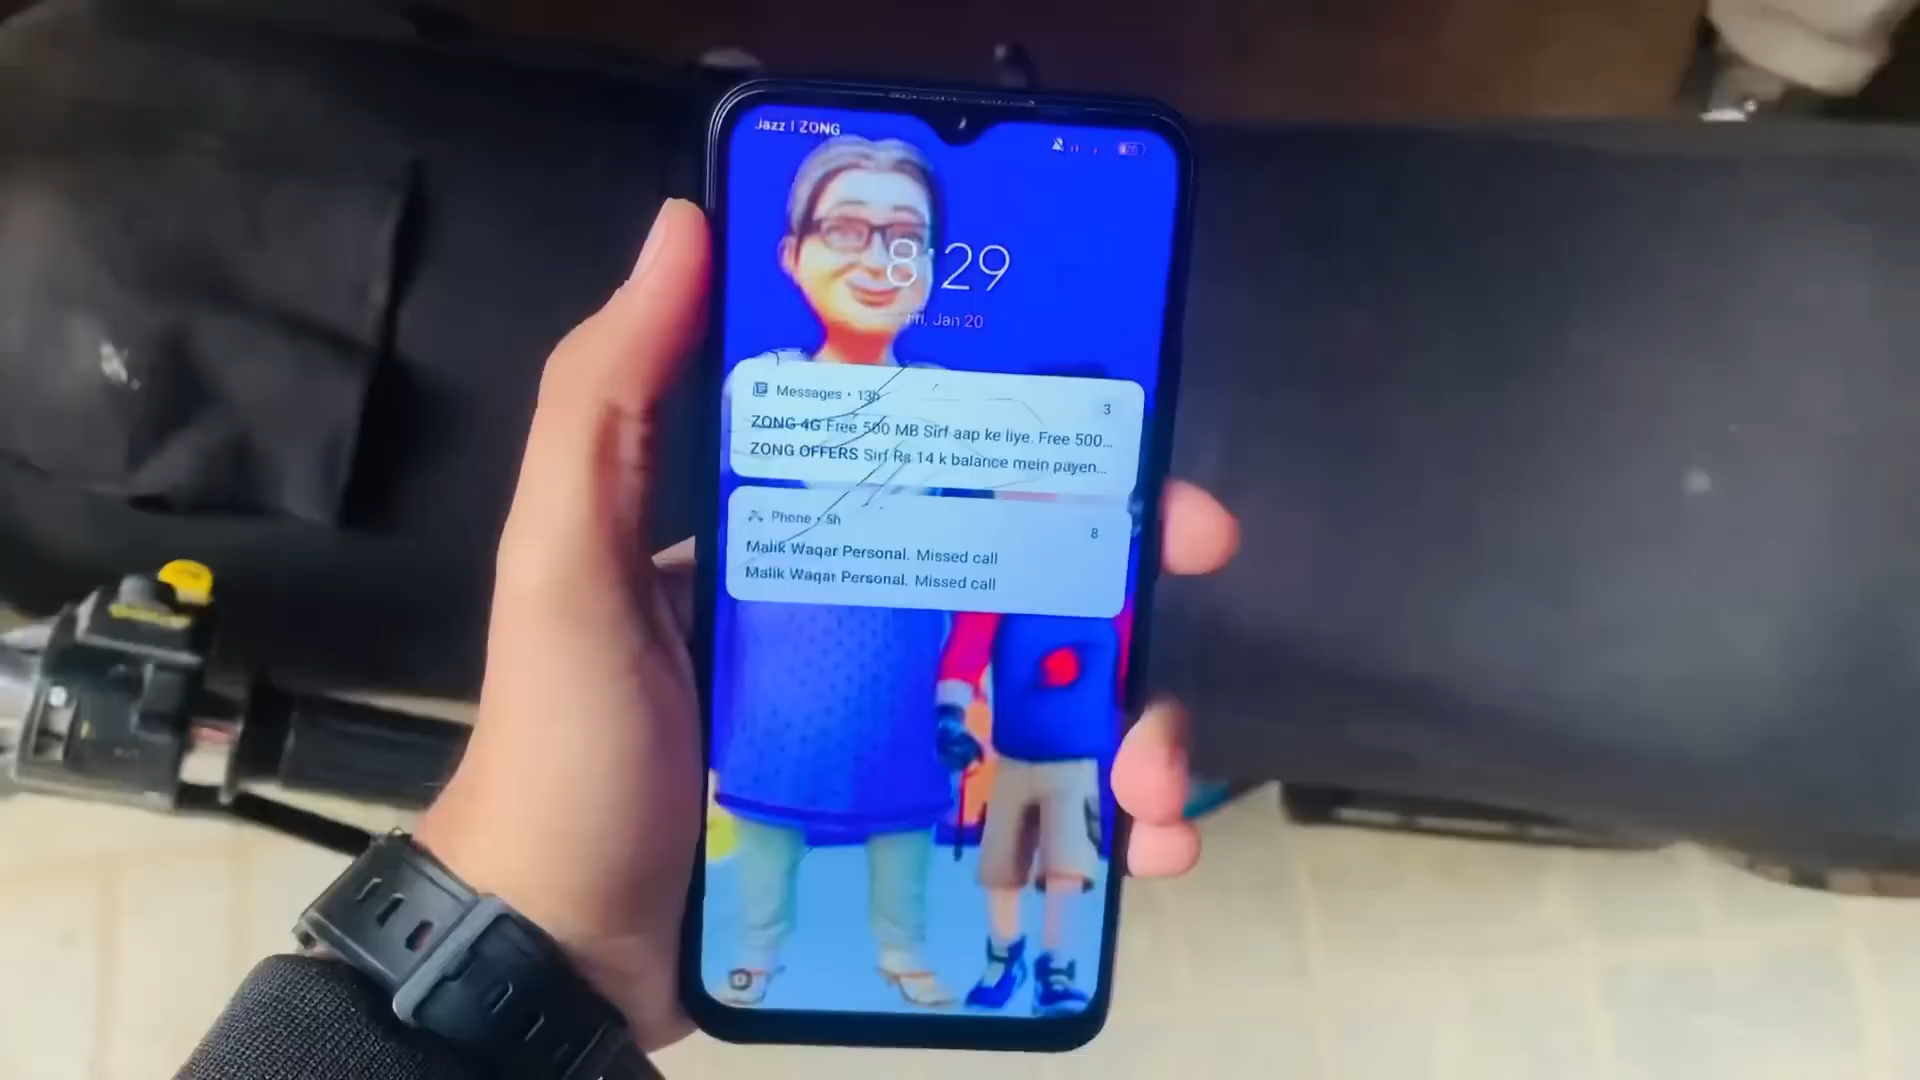 Jazz | ZONG
8 29
Fri, Jan 20
Messages • 13h
3
ZONG 4G Free 500 MB Sirf aap ke liye. Free 500...
ZONG OFFERS Sirf Rs 14 k balance mein payen...
Phone • 5h
8
Malik Waqar Personal. Missed call
Malik Waqar Personal. Missed call